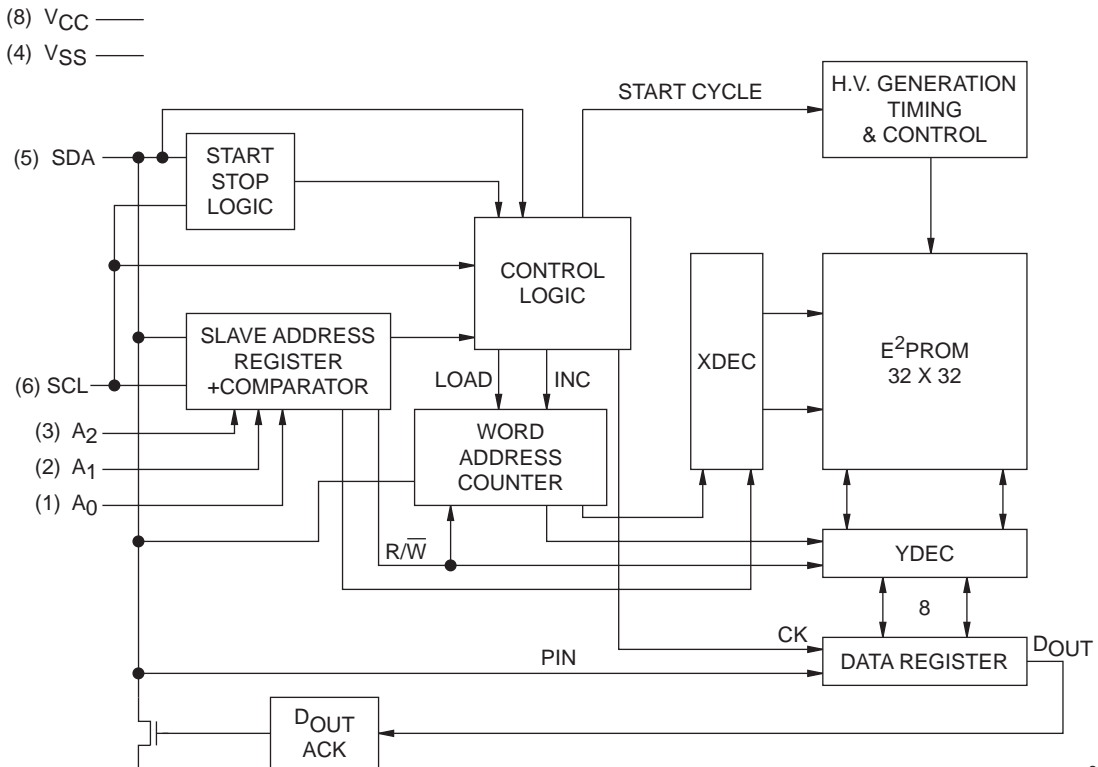 (8) VCC
(4) VSS
START CYCLE
H.V. GENERATION
TIMING
& CONTROL
(5) SDA
START
STOP
LOGIC
CONTROL
LOGIC
XDEC
E²PROM
32 X 32
SLAVE ADDRESS
REGISTER
+COMPARATOR
(6) SCL
LOAD
INC
(3) A2
(2) A1
(1) A0
WORD
ADDRESS
COUNTER
R/W̅
YDEC
8
CK
PIN
DATA REGISTER
DOUT
DOUT
ACK